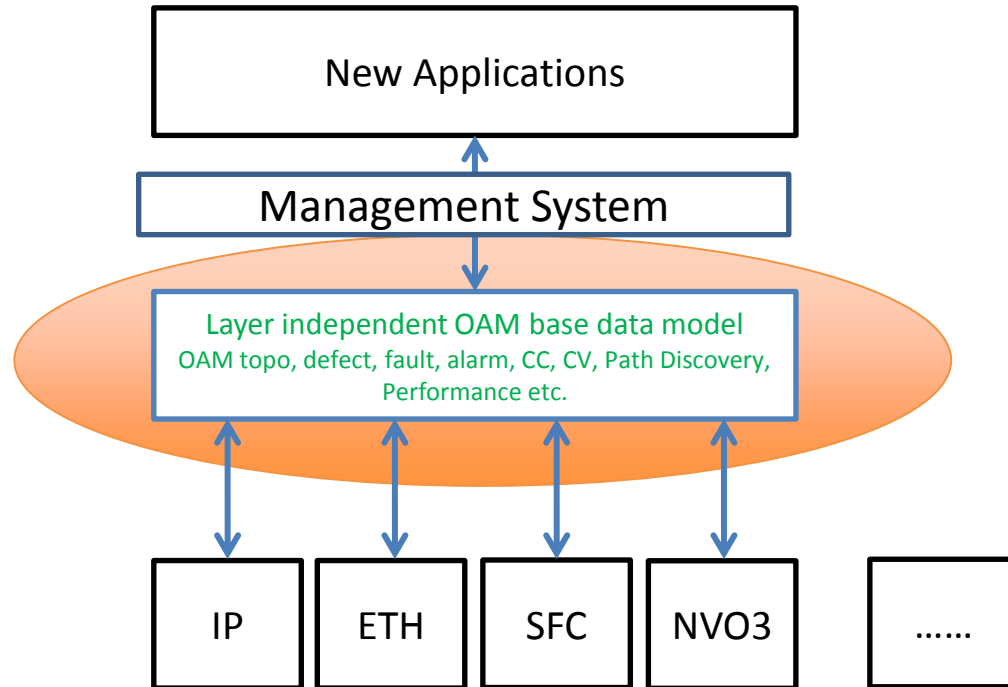 New Applications
Management System
Layer independent OAM base data model
OAM topo, defect, fault, alarm, CC, CV, Path Discovery,
Performance etc.
IP
ETH
SFC
NVO3
......